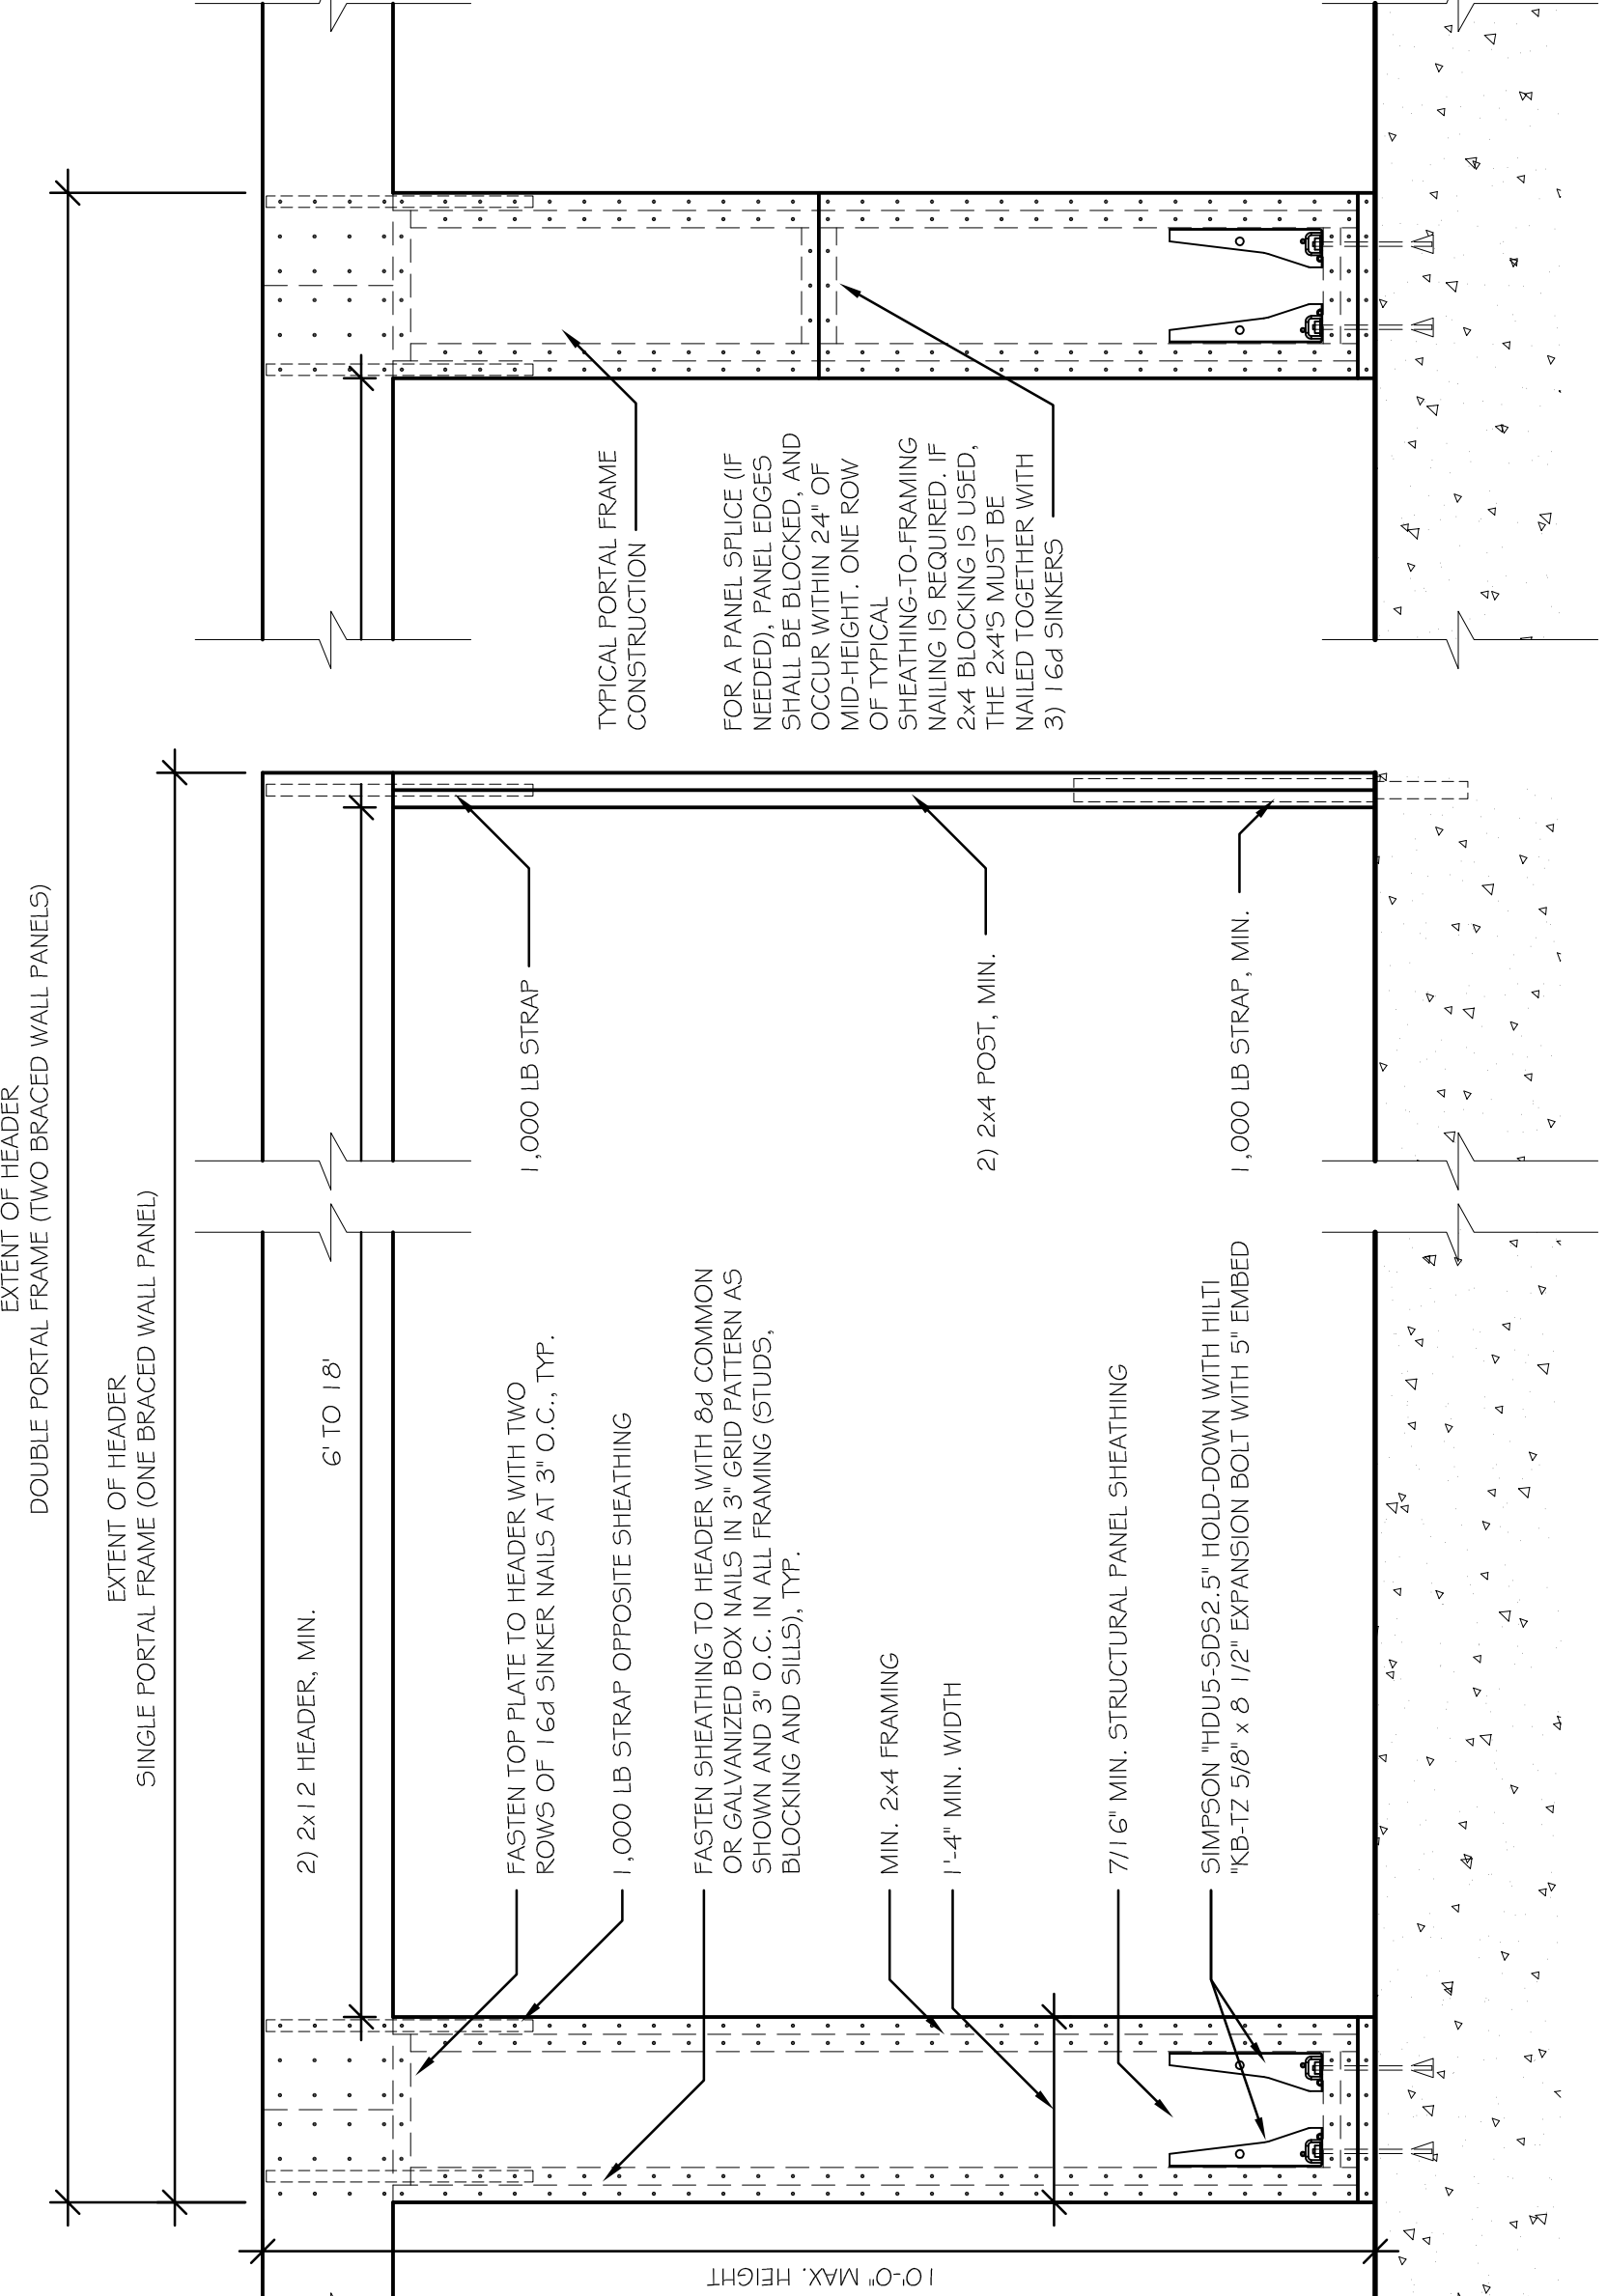 EXTENT OF HEADER
DOUBLE PORTAL FRAME (TWO BRACED WALL PANELS)
EXTENT OF HEADER
SINGLE PORTAL FRAME (ONE BRACED WALL PANEL)
2) 2x12 HEADER, MIN.
6' TO 18'
FASTEN TOP PLATE TO HEADER WITH TWO
ROWS OF 16d SINKER NAILS AT 3" O.C., TYP.
1,000 LB STRAP OPPOSITE SHEATHING
FASTEN SHEATHING TO HEADER WITH 8d COMMON
OR GALVANIZED BOX NAILS IN 3" GRID PATTERN AS
SHOWN AND 3" O.C. IN ALL FRAMING (STUDS,
BLOCKING AND SILLS), TYP.
MIN. 2x4 FRAMING
1'-4" MIN. WIDTH
7/16" MIN. STRUCTURAL PANEL SHEATHING
SIMPSON "HDU5-SDS2.5" HOLD-DOWN WITH HILTI
"KB-TZ 5/8" x 8 1/2" EXPANSION BOLT WITH 5" EMBED
10'-0" MAX. HEIGHT
1,000 LB STRAP
2) 2x4 POST, MIN.
1,000 LB STRAP, MIN.
TYPICAL PORTAL FRAME
CONSTRUCTION
FOR A PANEL SPLICE (IF
NEEDED), PANEL EDGES
SHALL BE BLOCKED, AND
OCCUR WITHIN 24" OF
MID-HEIGHT. ONE ROW
OF TYPICAL
SHEATHING-TO-FRAMING
NAILING IS REQUIRED. IF
2x4 BLOCKING IS USED,
THE 2x4'S MUST BE
NAILED TOGETHER WITH
3) 16d SINKERS